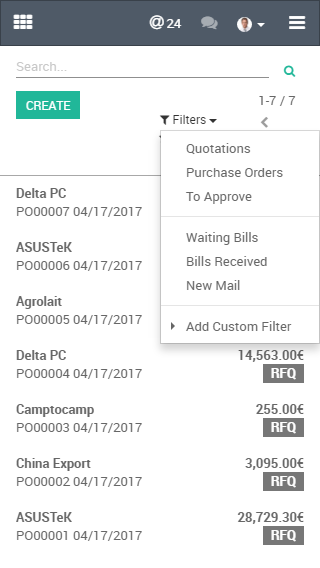 @ 24
Search...
CREATE
1-7 / 7
Filters
Quotations
Purchase Orders
To Approve
Waiting Bills
Bills Received
New Mail
Add Custom Filter
Delta PC
PO00007 04/17/2017
ASUSTeK
PO00006 04/17/2017
Agrolait
PO00005 04/17/2017
Delta PC 14,563.00€
PO00004 04/17/2017 RFQ
Camptocamp 255.00€
PO00003 04/17/2017 RFQ
China Export 3,095.00€
PO00002 04/17/2017 RFQ
ASUSTeK 28,729.30€
PO00001 04/17/2017 RFQ